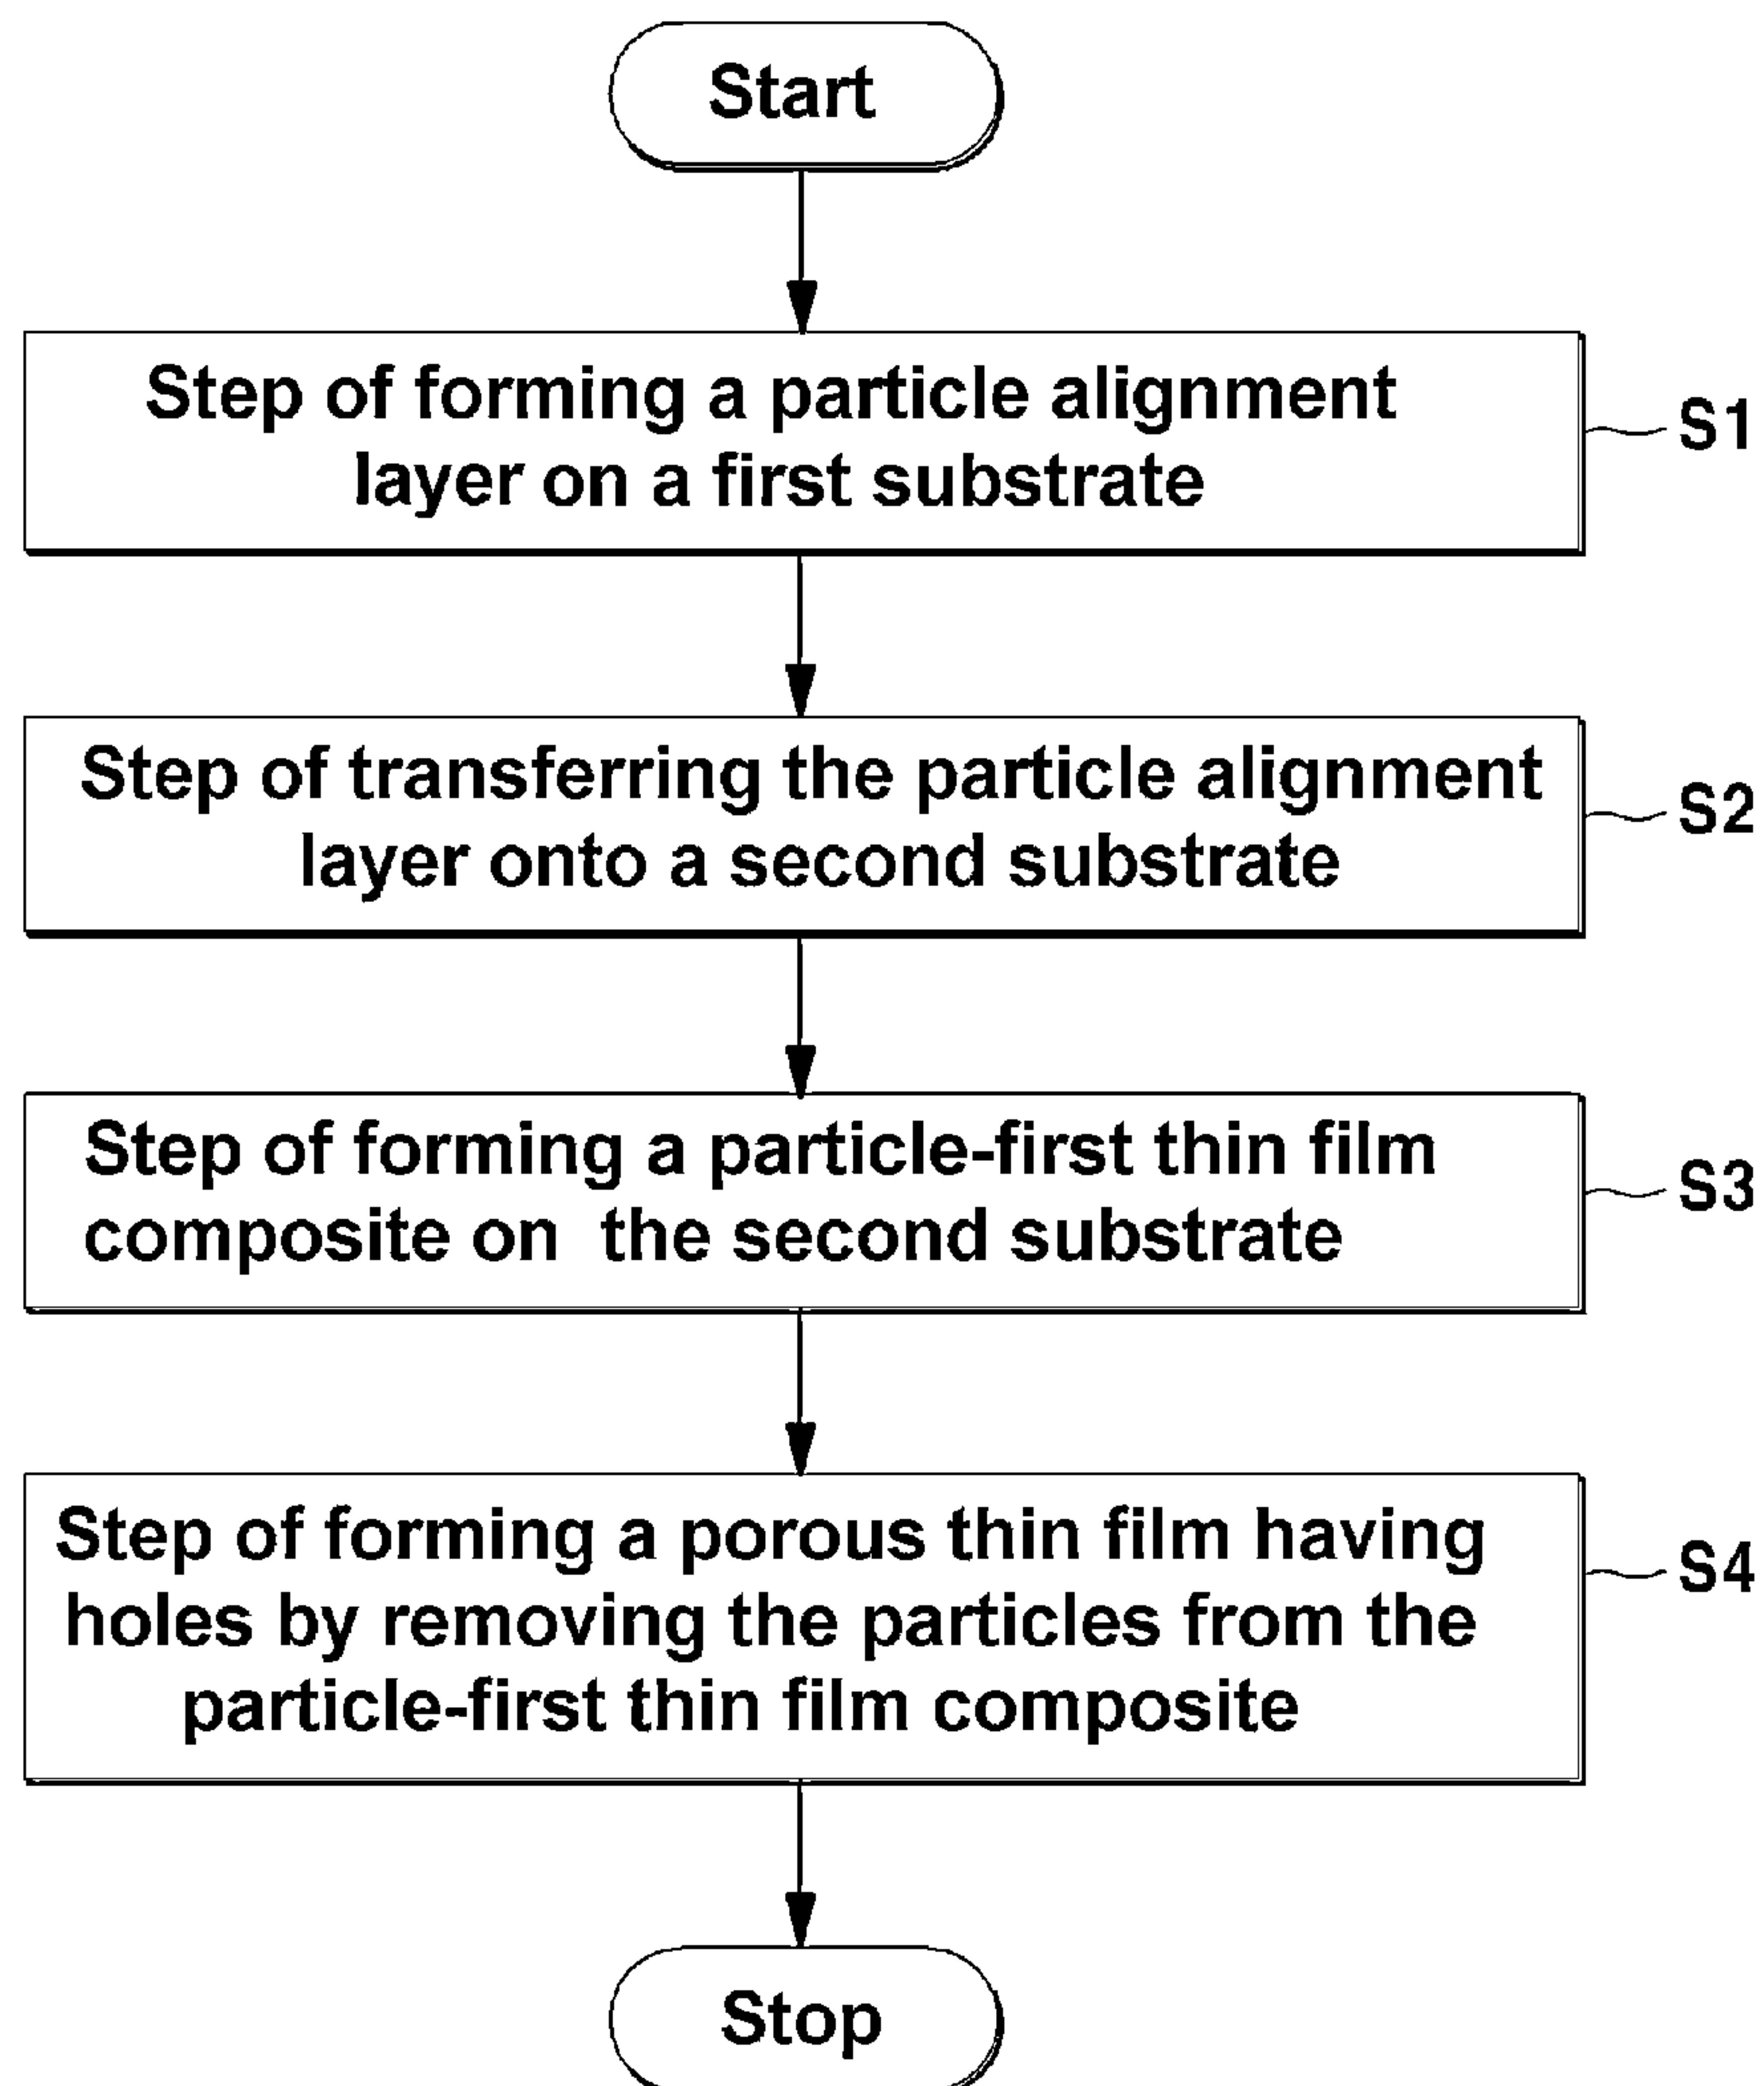 Start
Step of forming a particle alignment
layer on a first substrate
S1
Step of transferring the particle alignment
layer onto a second substrate
S2
Step of forming a particle-first thin film
composite on the second substrate
S3
Step of forming a porous thin film having
holes by removing the particles from the
particle-first thin film composite
S4
Stop